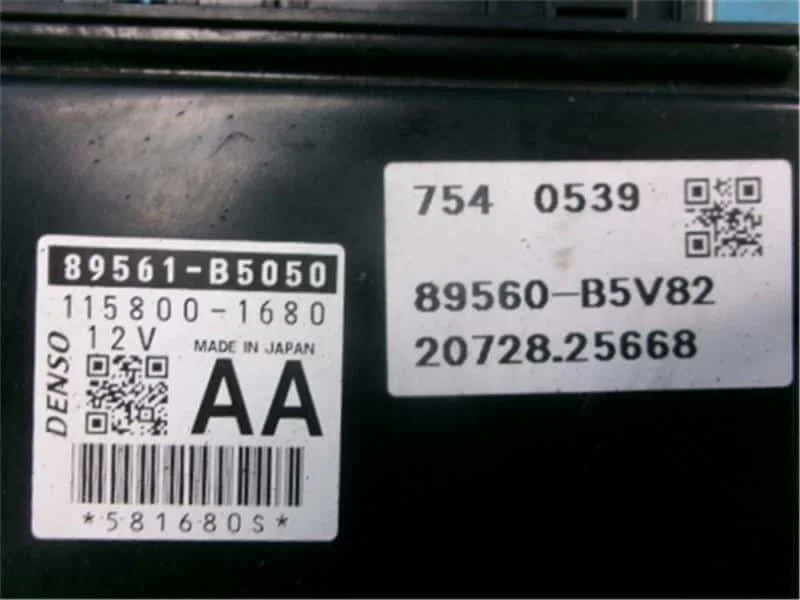 89561-B5050
115800-1680
12V
MADE IN JAPAN
DENSO
AA
*581680S*
754 0539
89560-B5V82
20728.25668